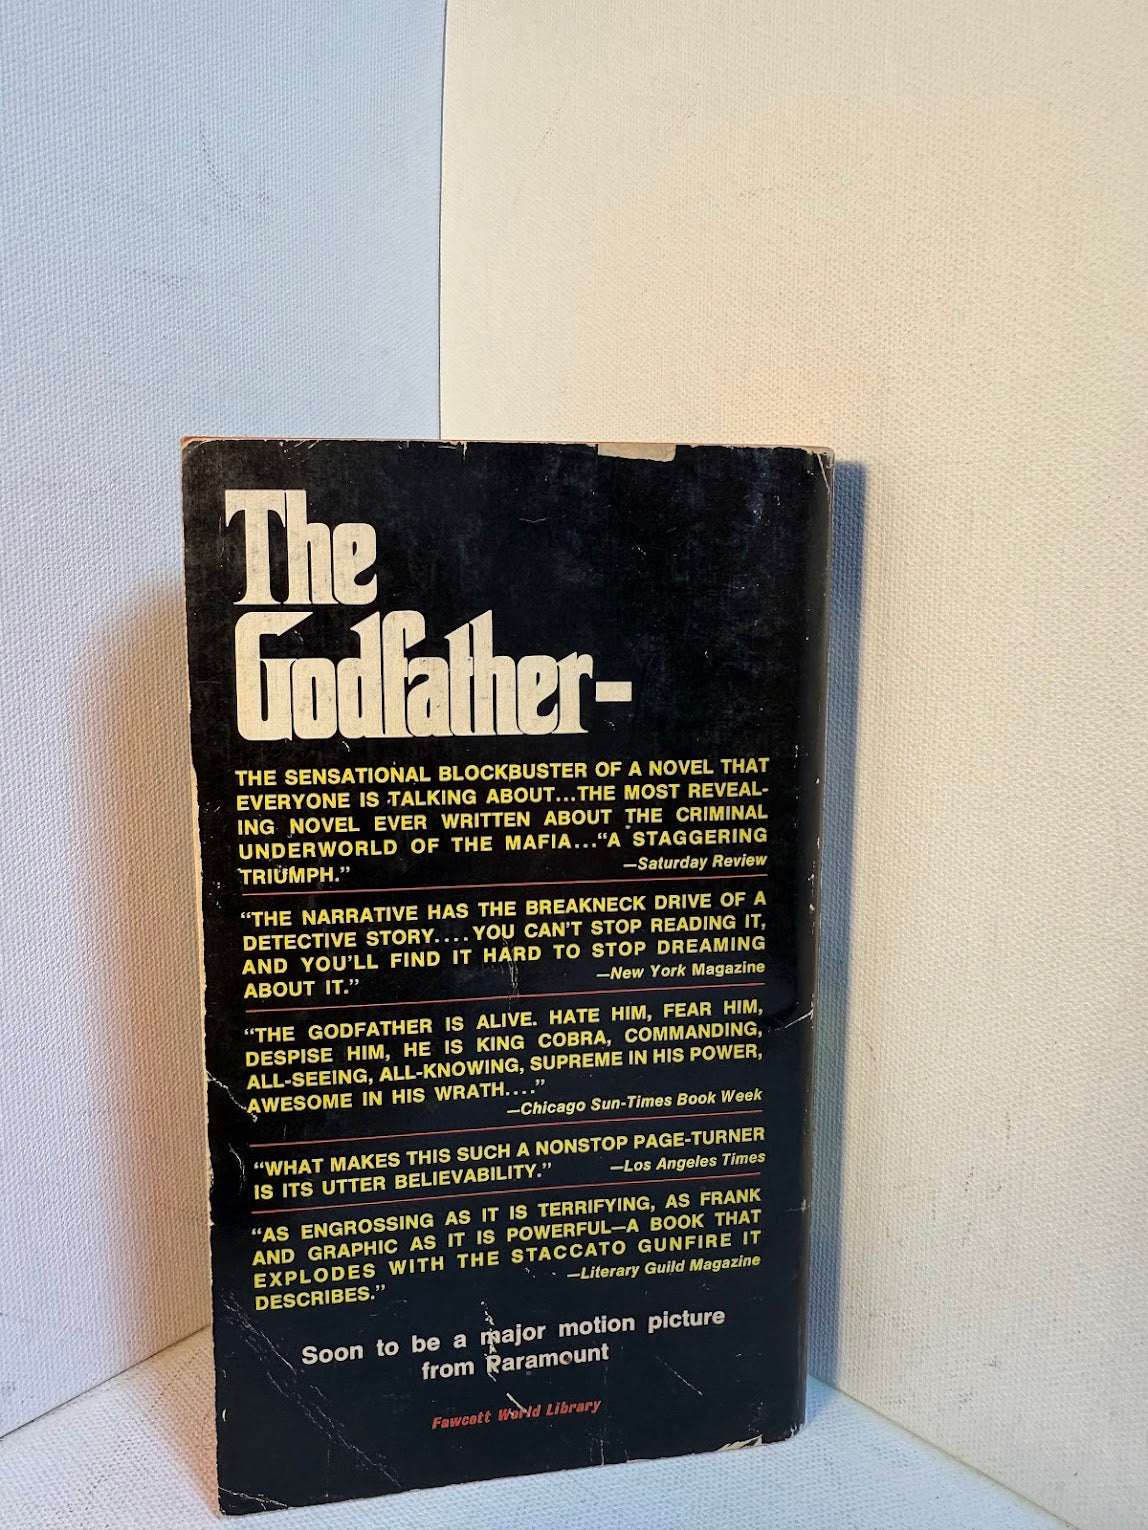 The
Godfather-
THE SENSATIONAL BLOCKBUSTER OF A NOVEL THAT
EVERYONE IS TALKING ABOUT...THE MOST REVEAL-
ING NOVEL EVER WRITTEN ABOUT THE CRIMINAL
UNDERWORLD OF THE MAFIA..."A STAGGERING
TRIUMPH." —Saturday Review
"THE NARRATIVE HAS THE BREAKNECK DRIVE OF A
DETECTIVE STORY....YOU CAN'T STOP READING IT,
AND YOU'LL FIND IT HARD TO STOP DREAMING
ABOUT IT." —New York Magazine
"THE GODFATHER IS ALIVE. HATE HIM, FEAR HIM,
DESPISE HIM, HE IS KING COBRA, COMMANDING,
ALL-SEEING, ALL-KNOWING, SUPREME IN HIS POWER,
AWESOME IN HIS WRATH...."
—Chicago Sun-Times Book Week
"WHAT MAKES THIS SUCH A NONSTOP PAGE-TURNER
IS ITS UTTER BELIEVABILITY." —Los Angeles Times
"AS ENGROSSING AS IT IS TERRIFYING, AS FRANK
AND GRAPHIC AS IT IS POWERFUL—A BOOK THAT
EXPLODES WITH THE STACCATO GUNFIRE IT
DESCRIBES." —Literary Guild Magazine
Soon to be a major motion picture
from Paramount
Fawcett World Library